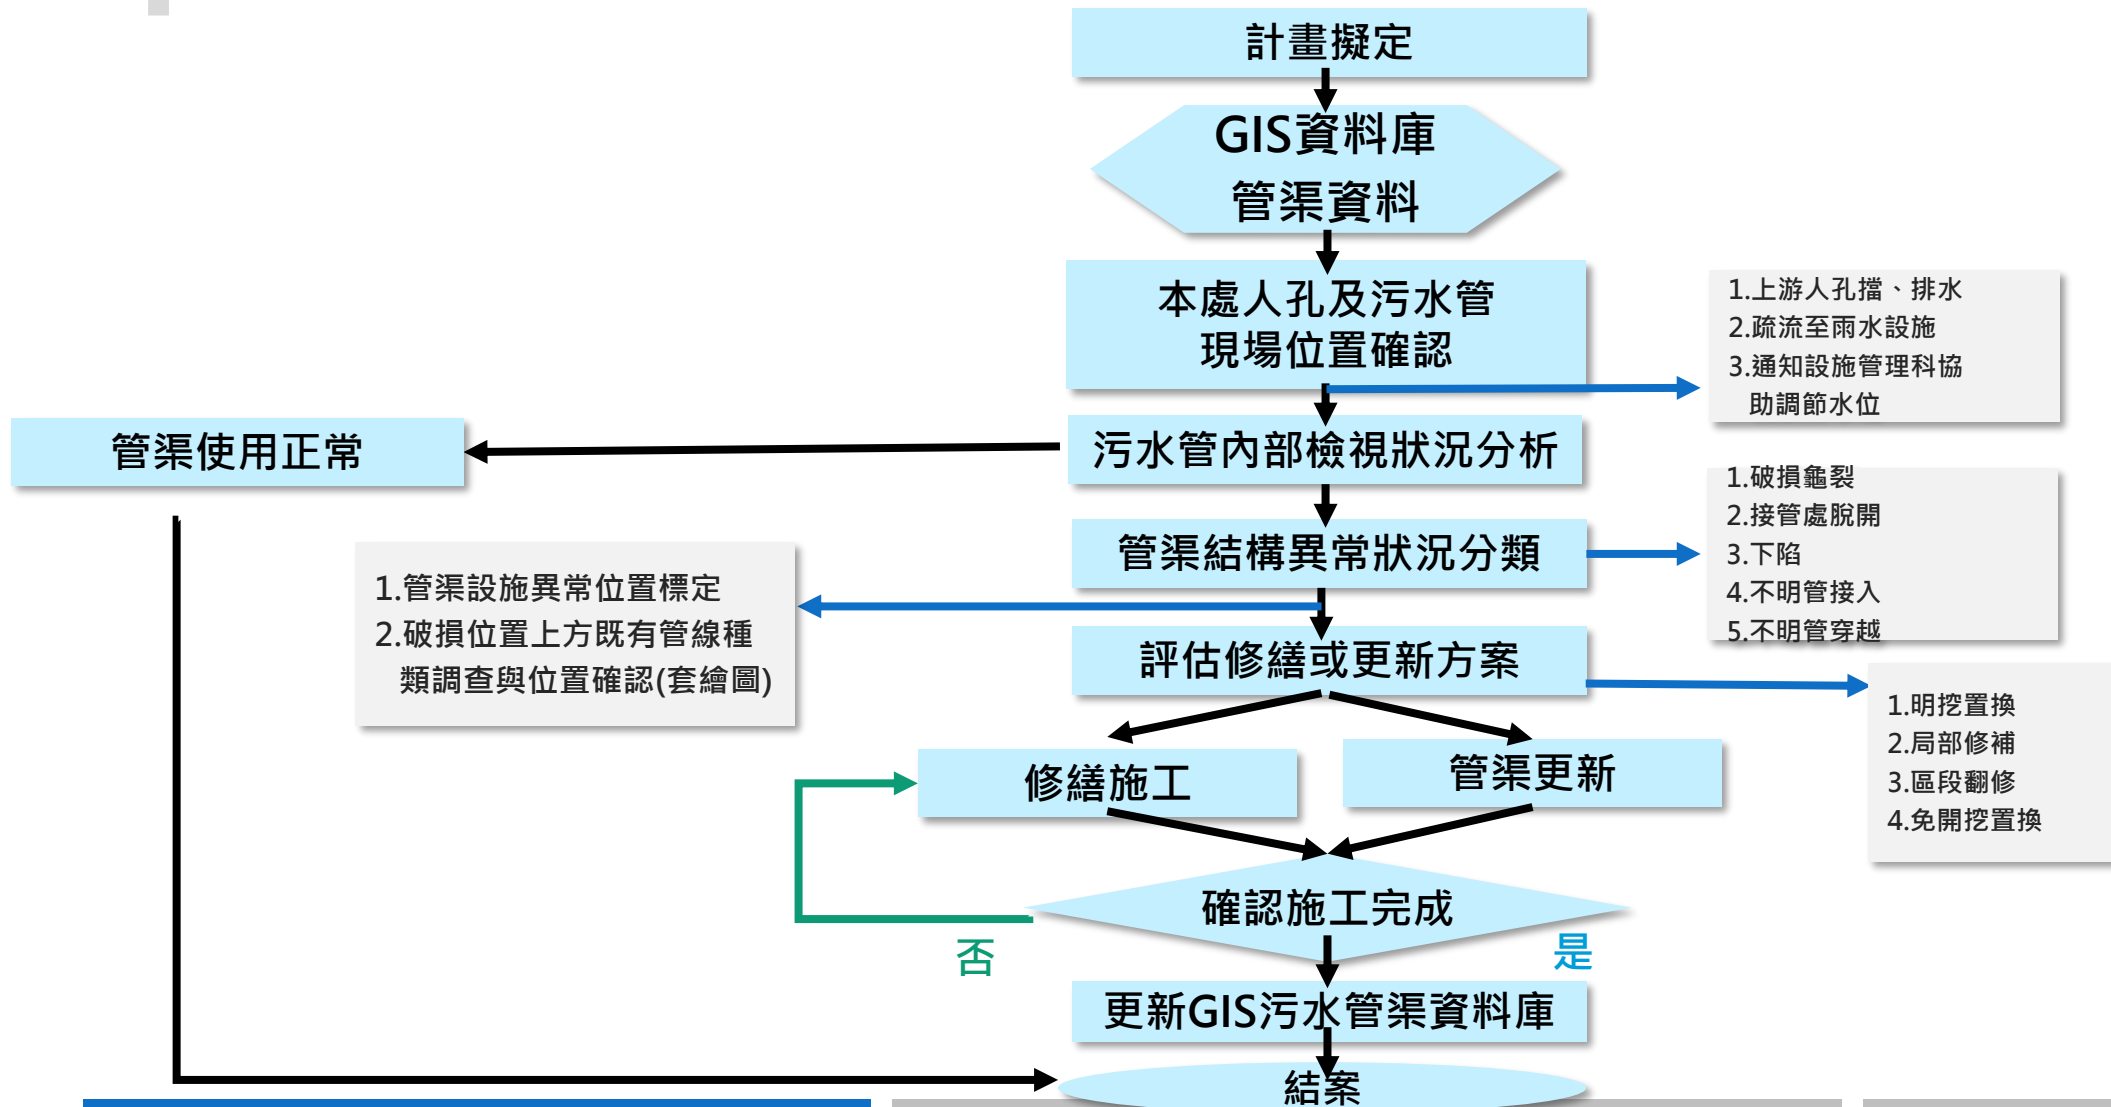 計畫擬定
GIS資料庫
管渠資料
本處人孔及污水管
現場位置確認
1.上游人孔擋、排水
2.疏流至雨水設施
3.通知設施管理科協
助調節水位
污水管內部檢視狀況分析
管渠使用正常
管渠結構異常狀況分類
1.破損龜裂
2.接管處脫開
3.下陷
4.不明管接入
5.不明管穿越
1.管渠設施異常位置標定
2.破損位置上方既有管線種
類調查與位置確認(套繪圖)
評估修繕或更新方案
1.明挖置換
2.局部修補
3.區段翻修
4.免開挖置換
修繕施工
管渠更新
確認施工完成
否
是
更新GIS污水管渠資料庫
結案